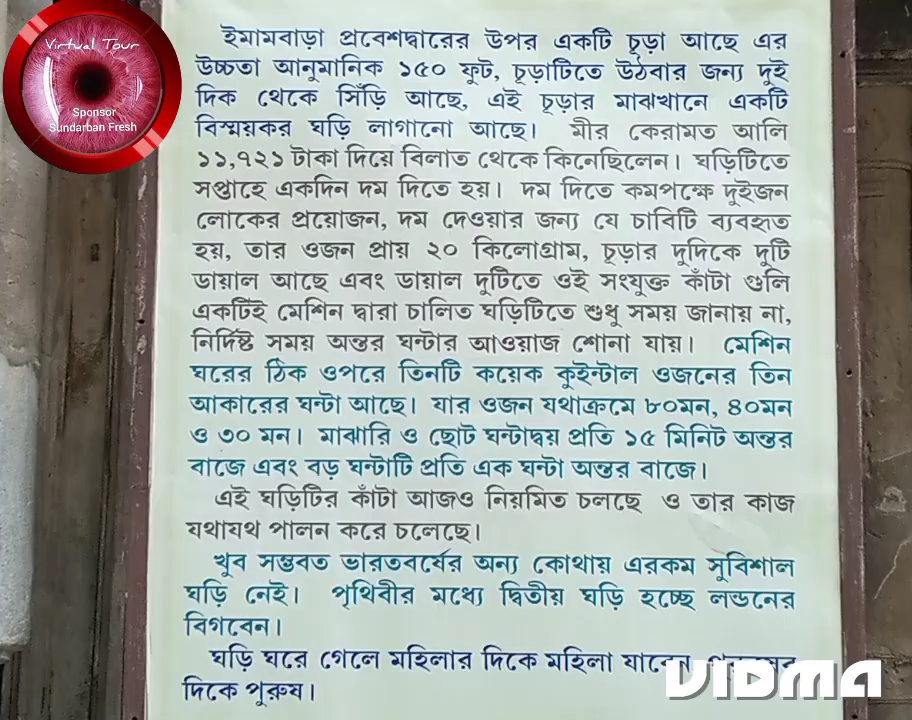 Virtual Tour
Sponsor
Sundarban Fresh
ইমামবাড়া প্রবেশদ্বারের উপর একটি চূড়া আছে এর
উচ্চতা আনুমানিক ১৫০ ফুট, চূড়াটিতে উঠবার জন্য দুই
দিক থেকে সিঁড়ি আছে, এই চূড়ার মাঝখানে একটি
বিস্ময়কর ঘড়ি লাগানো আছে। মীর কেরামত আলি
১১,৭২১ টাকা দিয়ে বিলাত থেকে কিনেছিলেন। ঘড়িটিতে
সপ্তাহে একদিন দম দিতে হয়। দম দিতে কমপক্ষে দুইজন
লোকের প্রয়োজন, দম দেওয়ার জন্য যে চাবিটি ব্যবহৃত
হয়, তার ওজন প্রায় ২০ কিলোগ্রাম, চূড়ার দুদিকে দুটি
ডায়াল আছে এবং ডায়াল দুটিতে ওই সংযুক্ত কাঁটা গুলি
একটিই মেশিন দ্বারা চালিত ঘড়িটিতে শুধু সময় জানায় না,
নির্দিষ্ট সময় অন্তর ঘন্টার আওয়াজ শোনা যায়। মেশিন
ঘরের ঠিক ওপরে তিনটি কয়েক কুইন্টাল ওজনের তিন
আকারের ঘন্টা আছে। যার ওজন যথাক্রমে ৮০মন, ৪০মন
ও ৩০ মন। মাঝারি ও ছোট ঘন্টাদ্বয় প্রতি ১৫ মিনিট অন্তর
বাজে এবং বড় ঘন্টাটি প্রতি এক ঘন্টা অন্তর বাজে।
এই ঘড়িটির কাঁটা আজও নিয়মিত চলছে ও তার কাজ
যথাযথ পালন করে চলেছে।
খুব সম্ভবত ভারতবর্ষের অন্য কোথায় এরকম সুবিশাল
ঘড়ি নেই। পৃথিবীর মধ্যে দ্বিতীয় ঘড়ি হচ্ছে লন্ডনের
বিগবেন।
ঘড়ি ঘরে গেলে মহিলার দিকে মহিলা যাবেন
দিকে পুরুষ।
VIDMA